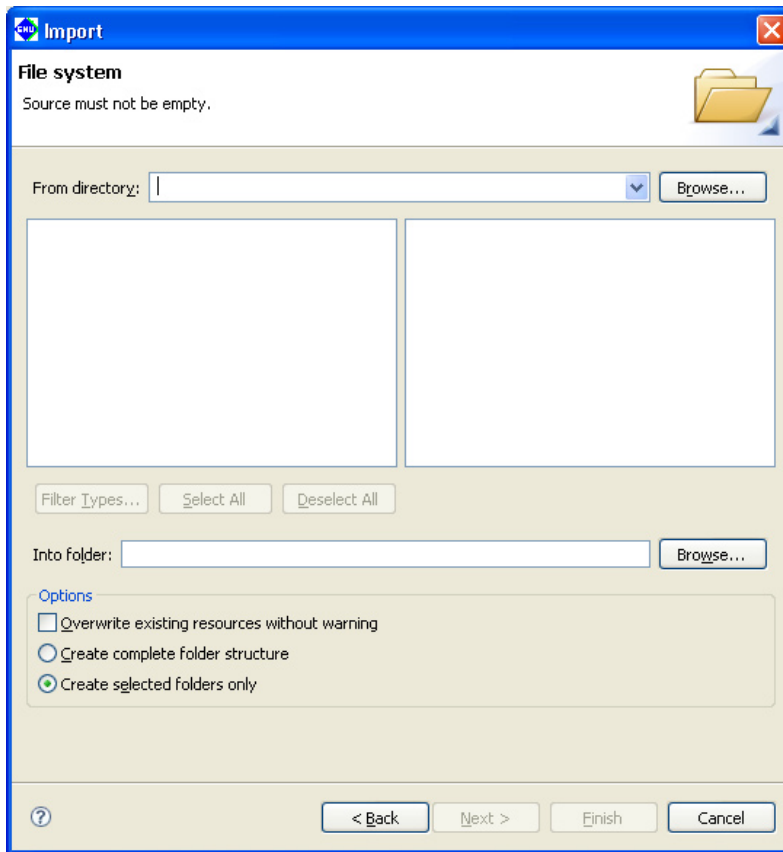 GNU Import
File system
Source must not be empty.
From directory: Browse...
Filter Types... Select All Deselect All
Into folder: Browse...
Options
Overwrite existing resources without warning
Create complete folder structure
Create selected folders only
? < Back Next > Finish Cancel